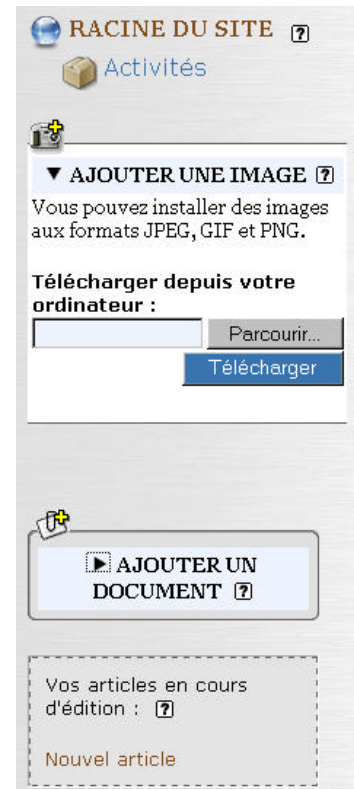 RACINE DU SITE ?
Activités
▼ AJOUTER UNE IMAGE ?
Vous pouvez installer des images
aux formats JPEG, GIF et PNG.
Télécharger depuis votre
ordinateur :
Parcourir...
Télécharger
▶ AJOUTER UN
DOCUMENT ?
Vos articles en cours
d'édition : ?
Nouvel article